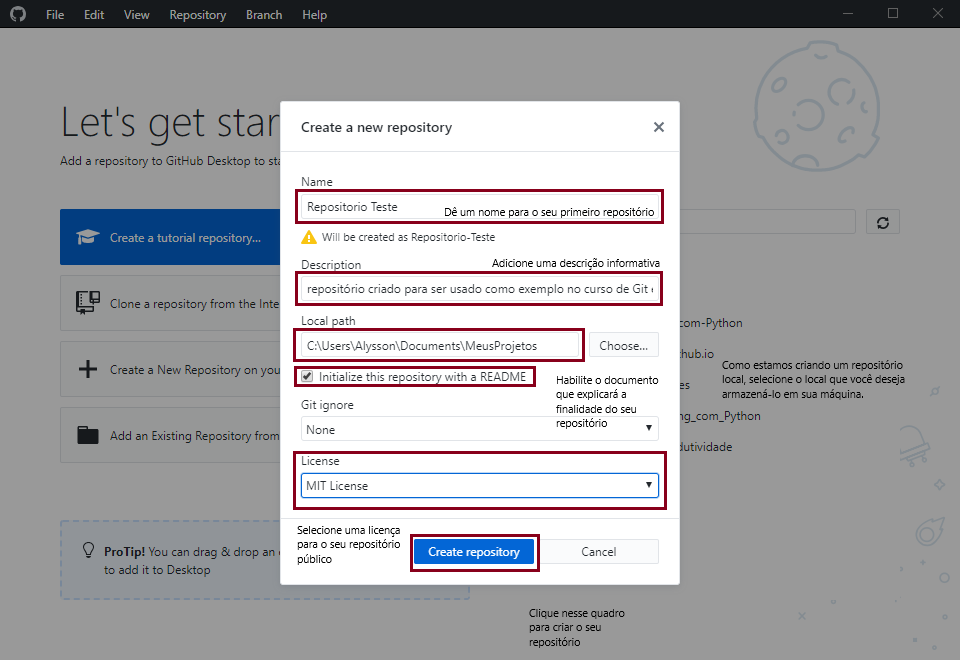 File Edit View Repository Branch Help
Let's get star
Add a repository to GitHub Desktop to sta
Create a tutorial repository...
Clone a repository from the Inte
Create a New Repository on you
Add an Existing Repository from
ProTip! You can drag & drop an
to add it to Desktop
Create a new repository
Name
Repositorio Teste
Dê um nome para o seu primeiro repositório
Will be created as Repositorio-Teste
Description
Adicione uma descrição informativa
repositório criado para ser usado como exemplo no curso de Git
Local path
C:\Users\Alysson\Documents\MeusProjetos
Choose...
Initialize this repository with a README
Habilite o documento
que explicará a
finalidade do seu
repositório
Git ignore
None
License
MIT License
Selecione uma licença
para o seu repositório
público
Create repository
Cancel
com-Python
hub.io
es
ng_com_Python
dutividade
Como estamos criando um repositório
local, selecione o local que você deseja
armazená-lo em sua máquina.
Clique nesse quadro
para criar o seu
repositório